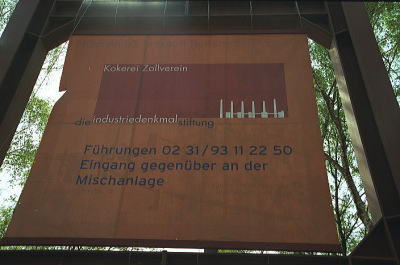 Kokerei Zollverein
die industriedenkmal stiftung
Führungen 02 31/93 11 22 50
Eingang gegenüber an der
Mischanlage